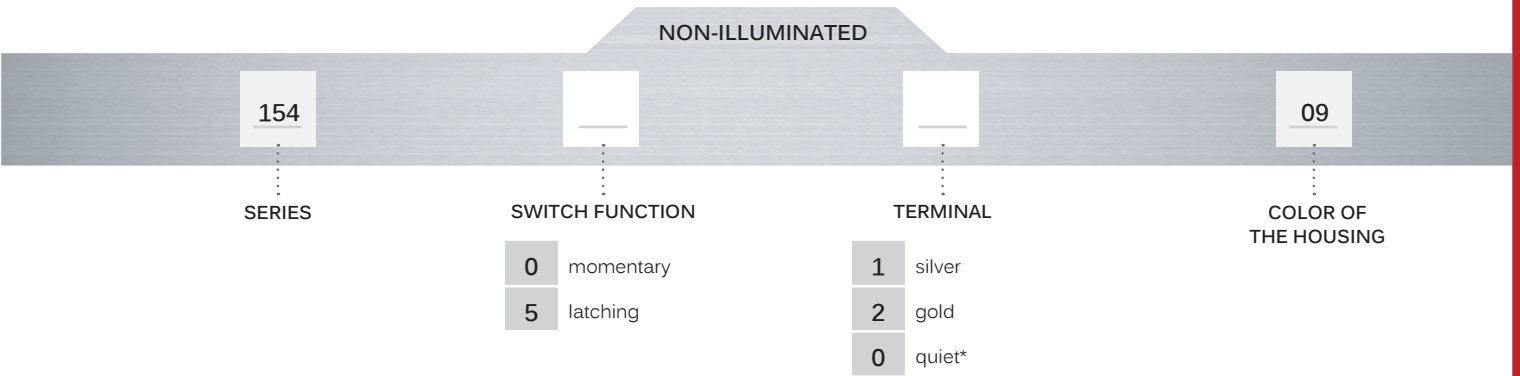 NON-ILLUMINATED
154
09
SERIES
SWITCH FUNCTION
TERMINAL
COLOR OF
THE HOUSING
0 momentary
5 latching
1 silver
2 gold
0 quiet*